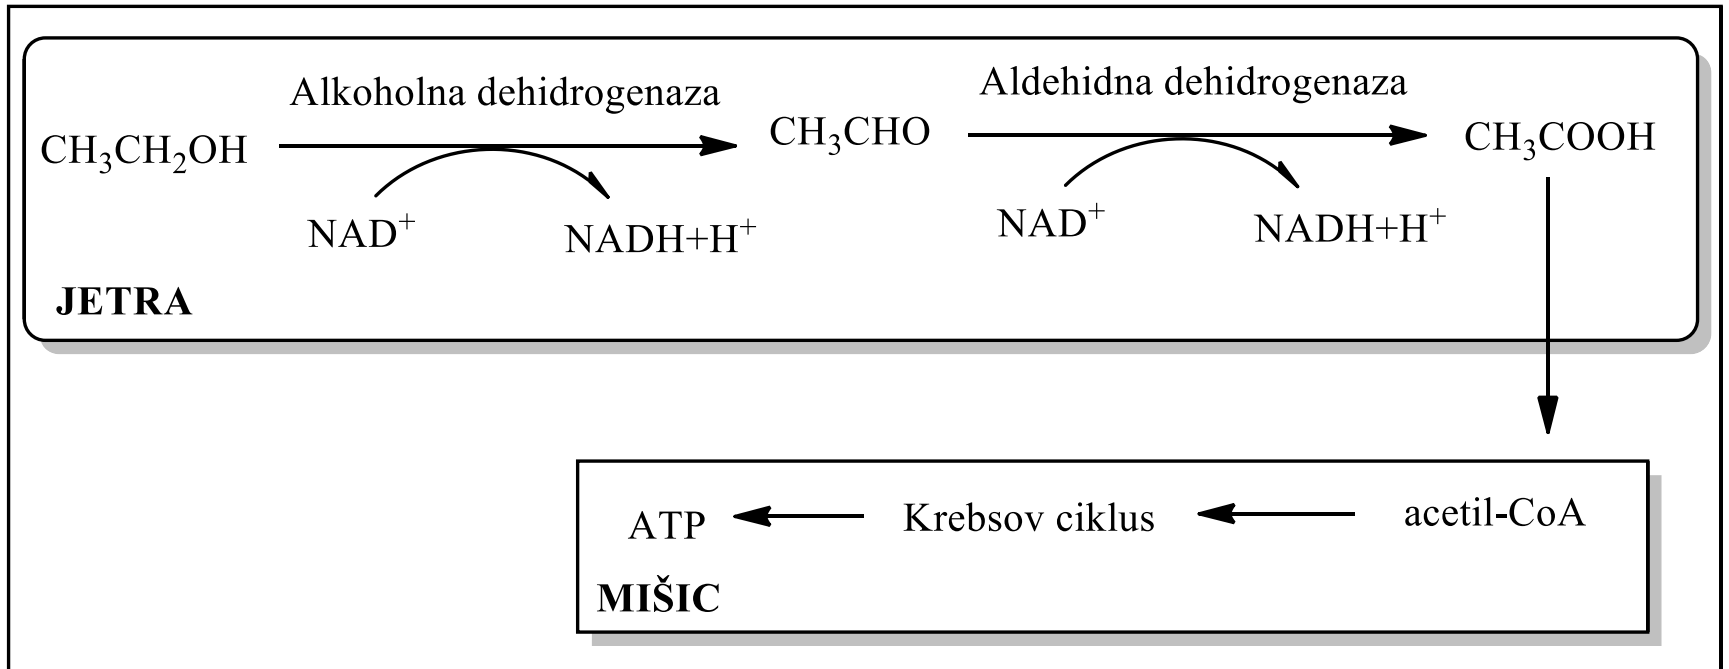 Alkoholna dehidrogenaza
Aldehidna dehidrogenaza
CH₃CH₂OH
CH₃CHO
CH₃COOH
NAD⁺
NADH+H⁺
NAD⁺
NADH+H⁺
JETRA
ATP
Krebsov ciklus
acetil-CoA
MIŠIC